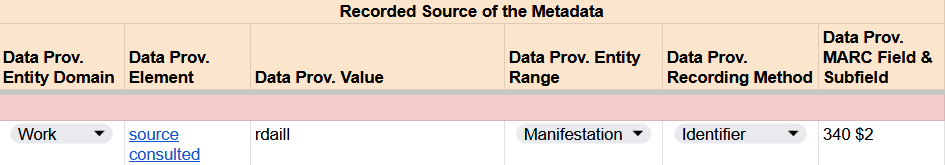 Recorded Source of the Metadata
Data Prov. Entity Domain
Data Prov. Element
Data Prov. Value
Data Prov. Entity Range
Data Prov. Recording Method
Data Prov. MARC Field & Subfield
Work
source consulted
rdaill
Manifestation
Identifier
340 $2